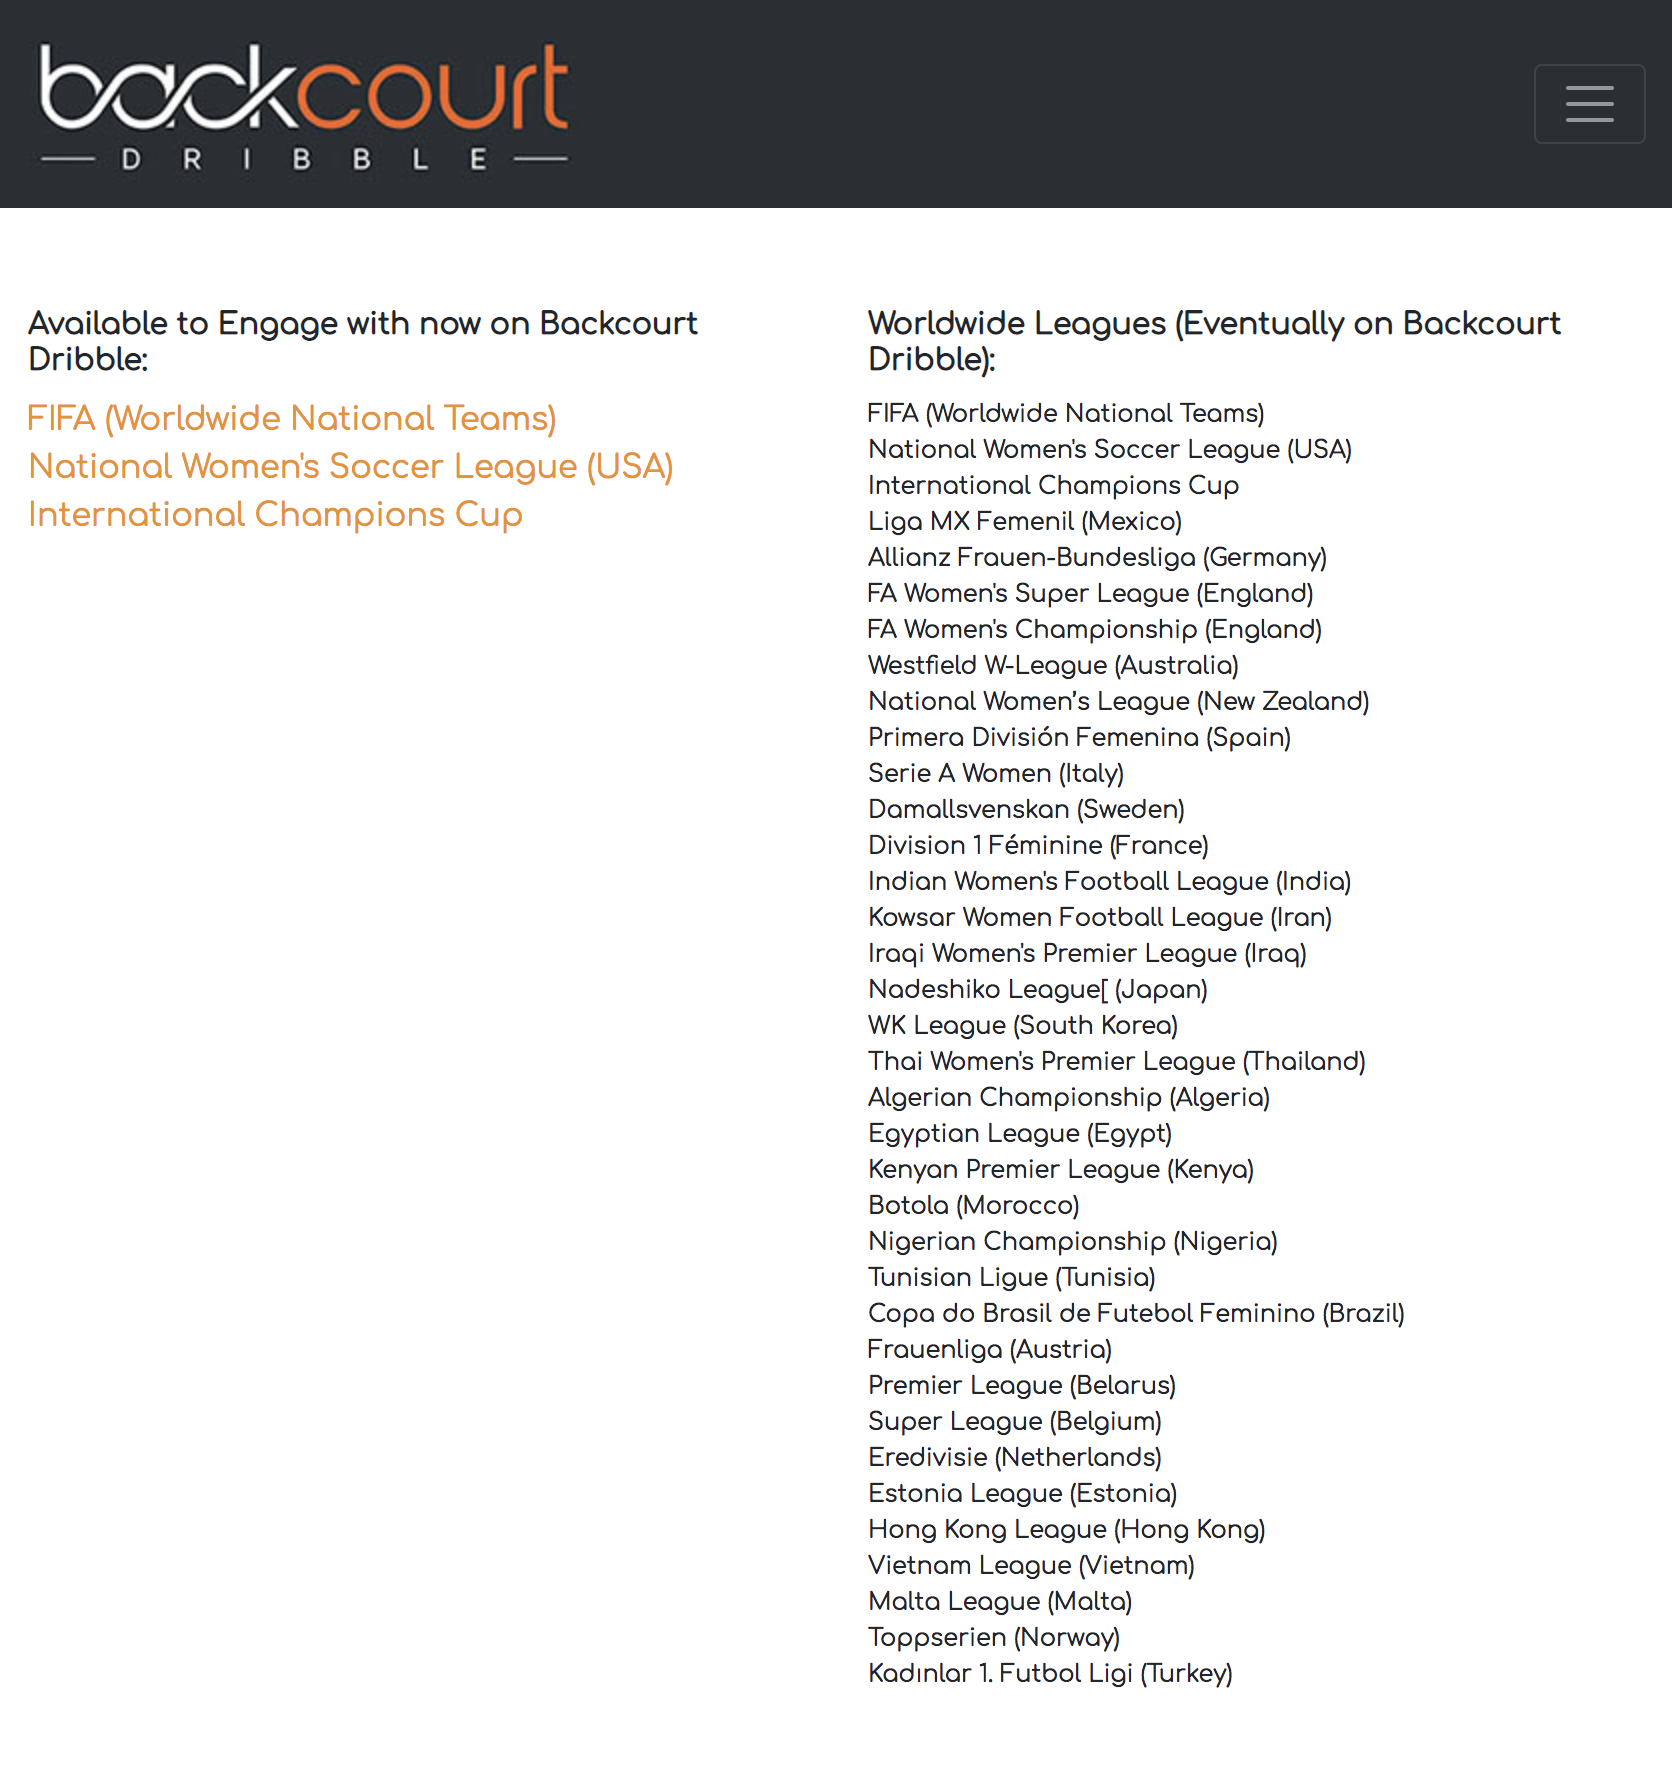 backcourt
DRIBBLE
Available to Engage with now on Backcourt
Dribble:
FIFA (Worldwide National Teams)
National Women's Soccer League (USA)
International Champions Cup
Worldwide Leagues (Eventually on Backcourt
Dribble):
FIFA (Worldwide National Teams)
National Women's Soccer League (USA)
International Champions Cup
Liga MX Femenil (Mexico)
Allianz Frauen-Bundesliga (Germany)
FA Women's Super League (England)
FA Women's Championship (England)
Westfield W-League (Australia)
National Women’s League (New Zealand)
Primera División Femenina (Spain)
Serie A Women (Italy)
Damallsvenskan (Sweden)
Division 1 Féminine (France)
Indian Women's Football League (India)
Kowsar Women Football League (Iran)
Iraqi Women's Premier League (Iraq)
Nadeshiko League[ (Japan)
WK League (South Korea)
Thai Women's Premier League (Thailand)
Algerian Championship (Algeria)
Egyptian League (Egypt)
Kenyan Premier League (Kenya)
Botola (Morocco)
Nigerian Championship (Nigeria)
Tunisian Ligue (Tunisia)
Copa do Brasil de Futebol Feminino (Brazil)
Frauenliga (Austria)
Premier League (Belarus)
Super League (Belgium)
Eredivisie (Netherlands)
Estonia League (Estonia)
Hong Kong League (Hong Kong)
Vietnam League (Vietnam)
Malta League (Malta)
Toppserien (Norway)
Kadınlar 1. Futbol Ligi (Turkey)